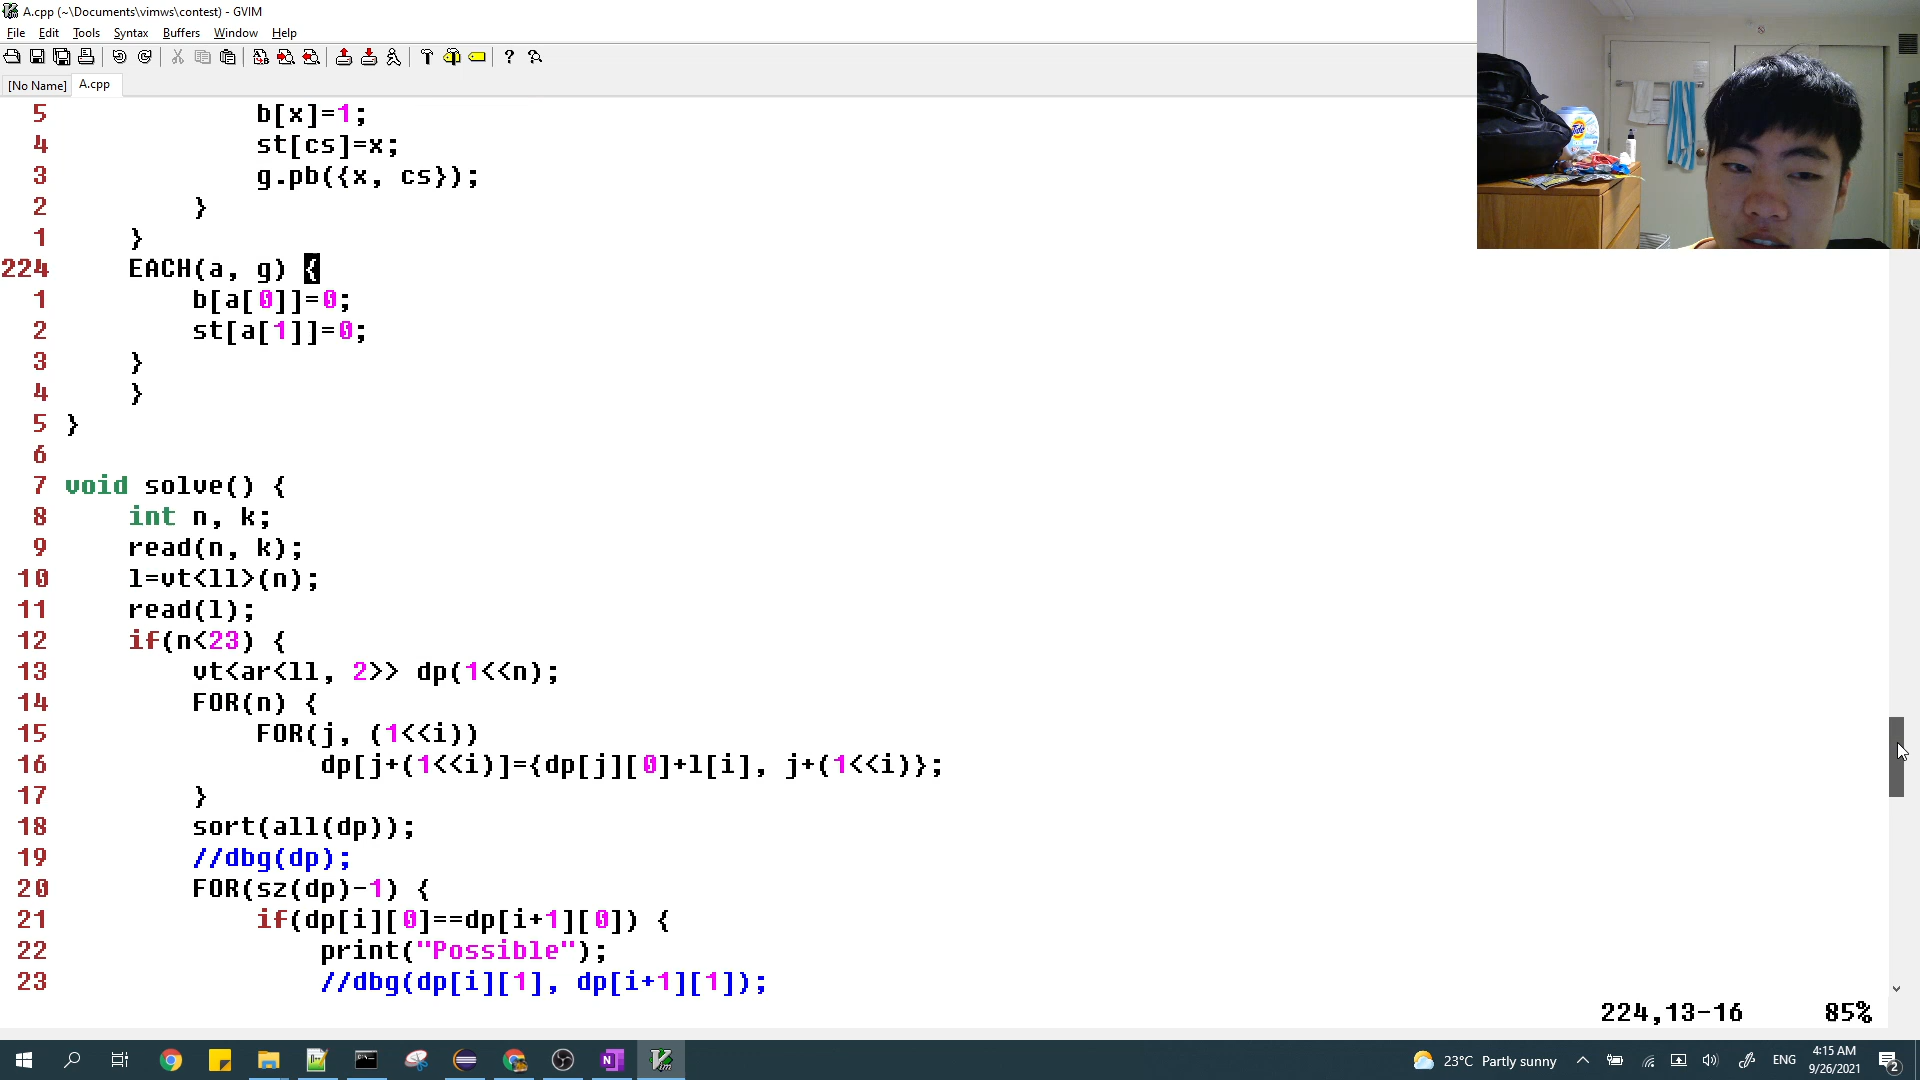 A.cpp (~\Documents\vimws\contest) - GVIM
File Edit Tools Syntax Buffers Window Help
[No Name] A.cpp
5 b[x]=1;
4 st[cs]=x;
3 g.pb({x, cs});
2 }
1 }
224 EACH(a, g) {
1 b[a[0]]=0;
2 st[a[1]]=0;
3 }
4 }
5 }
6
7 void solve() {
8 int n, k;
9 read(n, k);
10 l=vt<ll>(n);
11 read(l);
12 if(n<23) {
13 vt<ar<ll, 2>> dp(1<<n);
14 FOR(n) {
15 FOR(j, (1<<i))
16 dp[j+(1<<i)]={dp[j][0]+l[i], j+(1<<i)};
17 }
18 sort(all(dp));
19 //dbg(dp);
20 FOR(sz(dp)-1) {
21 if(dp[i][0]==dp[i+1][0]) {
22 print("Possible");
23 //dbg(dp[i][1], dp[i+1][1]);
224,13-16 85%
23°C Partly sunny ENG 4:15 AM
9/26/2021
2
Tide